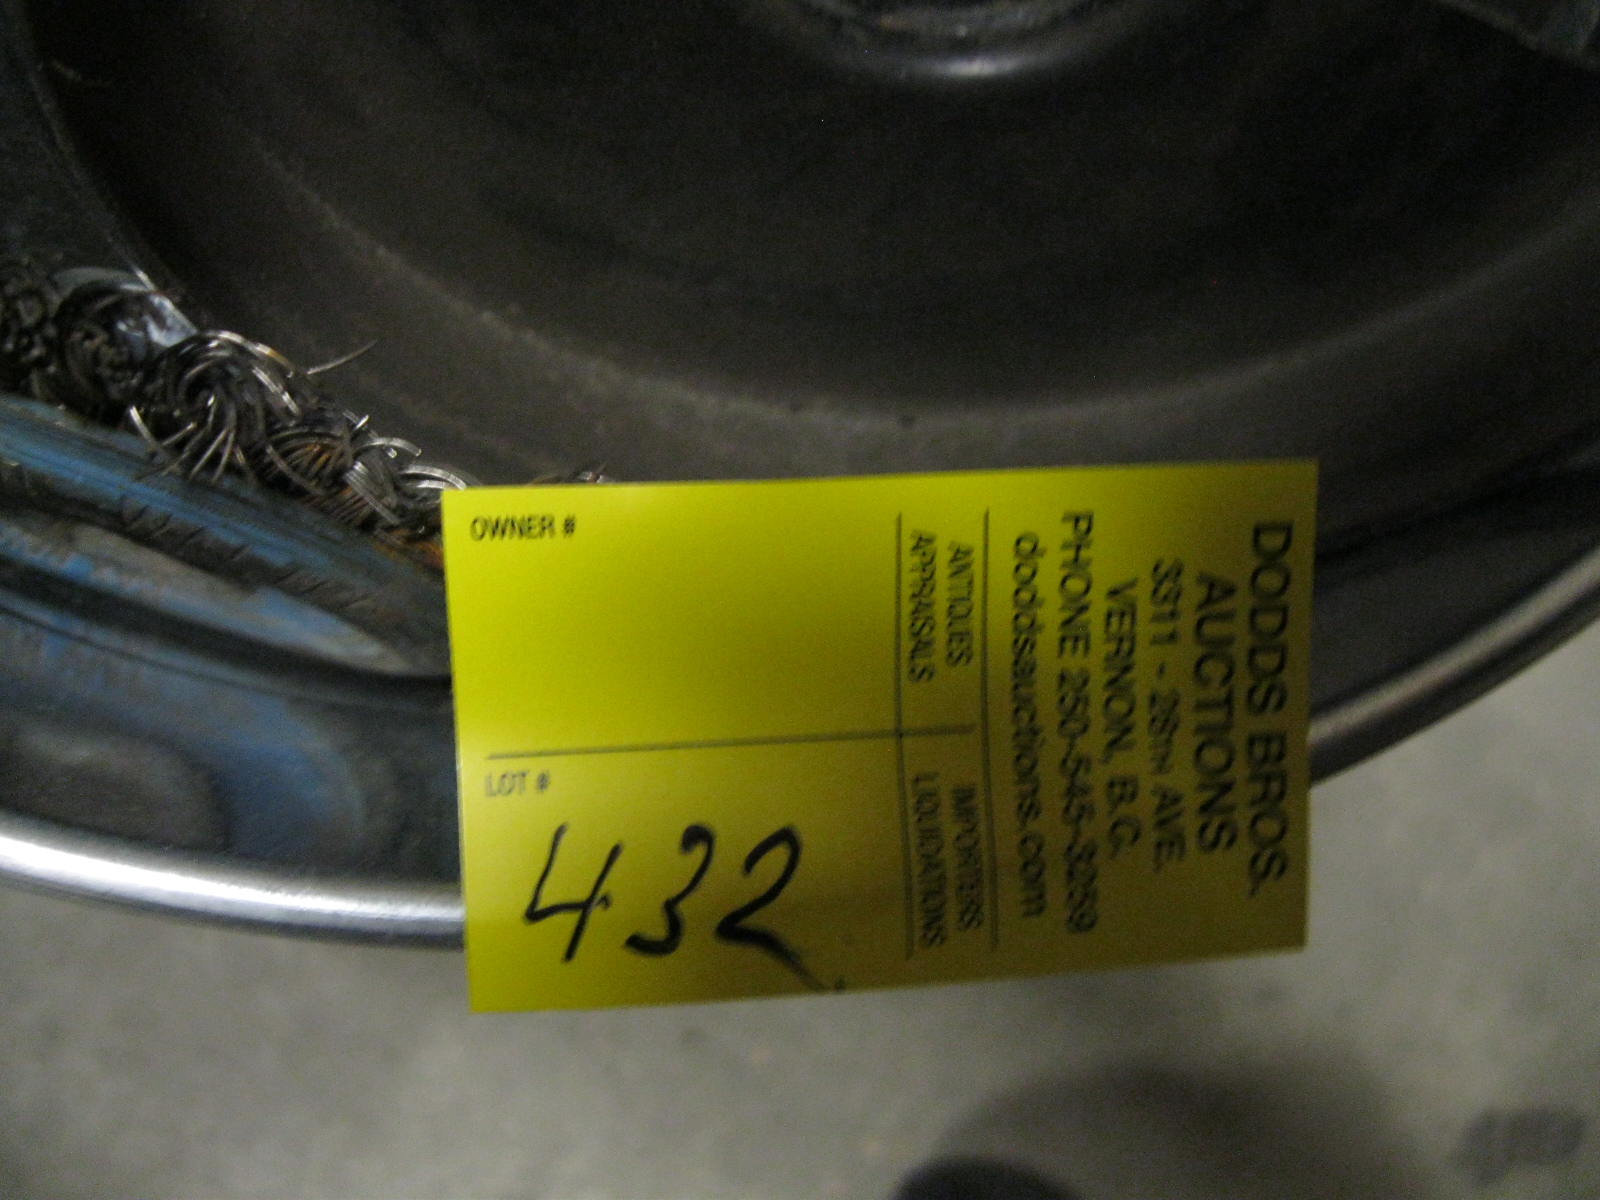 DODDS BROS.
AUCTIONS
3311 - 28TH AVE.
VERNON, B.C.
PHONE 250-545-3259
doddsauctions.com
ANTIQUES IMPORTERS
APPRAISALS LIQUIDATIONS
OWNER #
LOT #
432